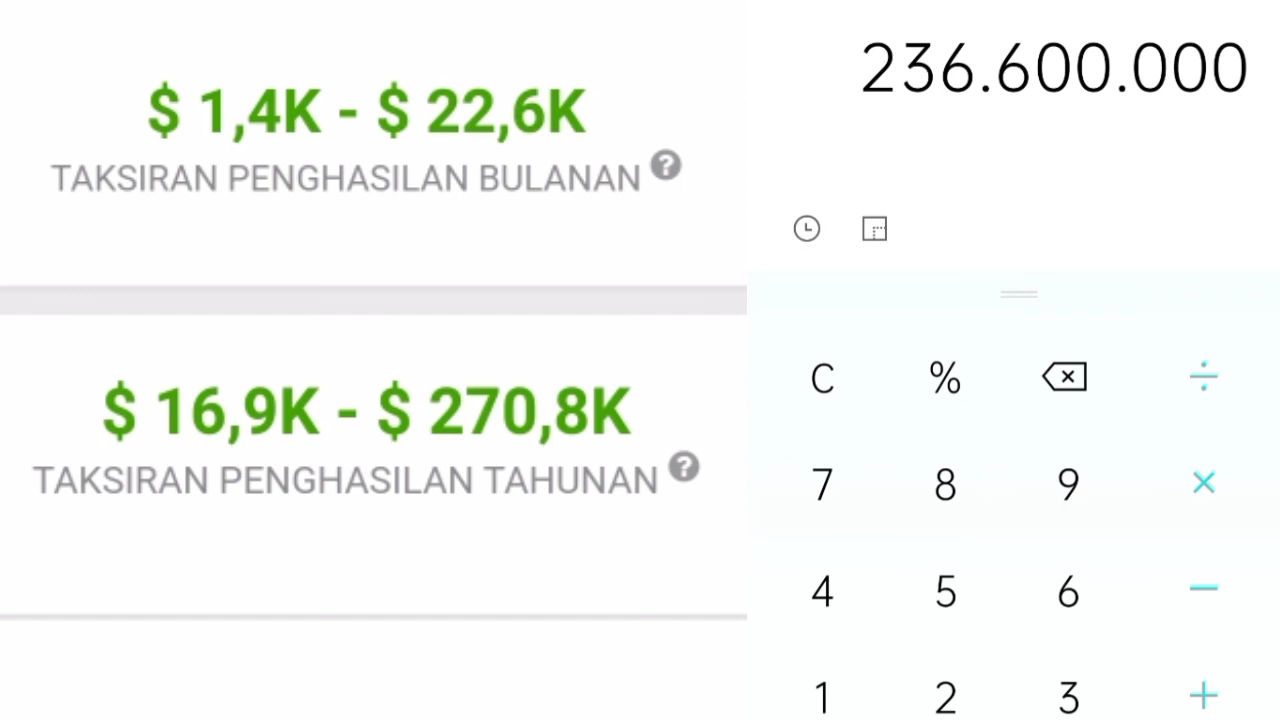 $ 1,4K - $ 22,6K
TAKSIRAN PENGHASILAN BULANAN ?
$ 16,9K - $ 270,8K
TAKSIRAN PENGHASILAN TAHUNAN ?
236.600.000
C % ÷
7 8 9 ×
4 5 6 −
1 2 3 +